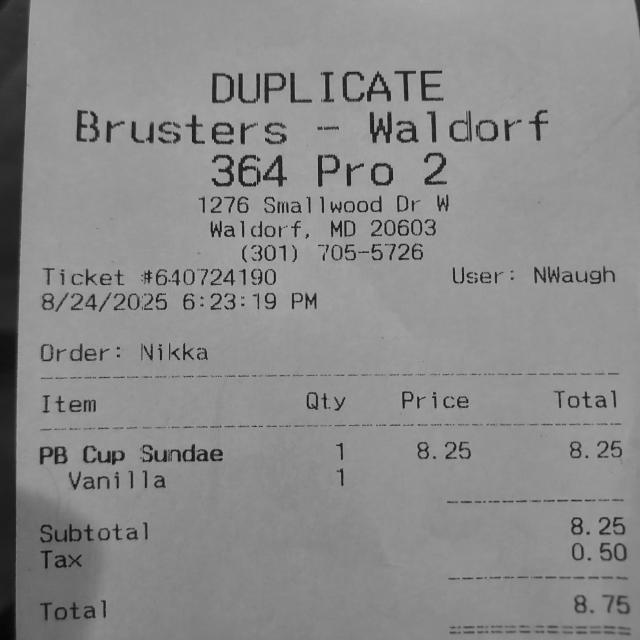 DUPLICATE
Brusters - Waldorf
364 Pro 2
1276 Smallwood Dr W
Waldorf, MD 20603
(301) 705-5726
Ticket #640724190 User: NWaugh
8/24/2025 6:23:19 PM
Order: Nikka
Item Qty Price Total
PB Cup Sundae 1 8.25 8.25
Vanilla 1
Subtotal 8.25
Tax 0.50
Total 8.75